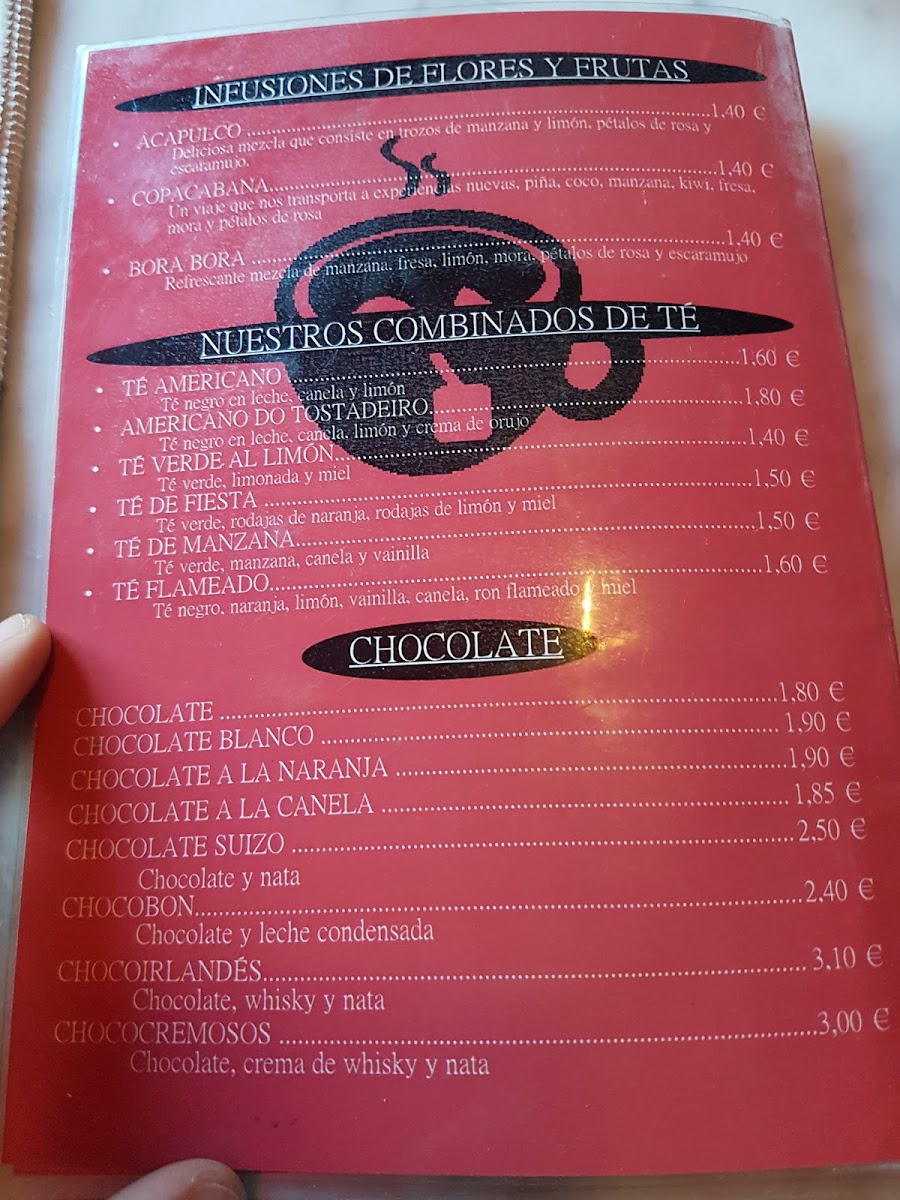 INFUSIONES DE FLORES Y FRUTAS
• ACAPULCO ........ 1,40 €
Deliciosa mezcla que consiste en trozos de manzana y limón, pétalos de rosa y
escaramujo.
• COPACABANA........ 1,40 €
Un viaje que nos transporta a experiencias nuevas, piña, coco, manzana, kiwi, fresa,
mora y pétalos de rosa
• BORA BORA ........ 1,40 €
Refrescante mezcla de manzana, fresa, limón, mora, pétalos de rosa y escaramujo
NUESTROS COMBINADOS DE TÉ
• TÉ AMERICANO ........ 1,60 €
Té negro en leche, canela y limón
• AMERICANO DO TOSTADEIRO........ 1,80 €
Té negro en leche, canela, limón y crema de orujo
• TÉ VERDE AL LIMÓN........ 1,40 €
Té verde, limonada y miel
• TÉ DE FIESTA ........ 1,50 €
Té verde, rodajas de naranja, rodajas de limón y miel
• TÉ DE MANZANA........ 1,50 €
Té verde, manzana, canela y vainilla
• TÉ FLAMEADO........ 1,60 €
Té negro, naranja, limón, vainilla, canela, ron flameado y miel
CHOCOLATE
CHOCOLATE ........ 1,80 €
CHOCOLATE BLANCO ........ 1,90 €
CHOCOLATE A LA NARANJA ........ 1,90 €
CHOCOLATE A LA CANELA ........ 1,85 €
CHOCOLATE SUIZO ........ 2,50 €
Chocolate y nata
CHOCOBON........ 2,40 €
Chocolate y leche condensada
CHOCOIRLANDÉS........ 3,10 €
Chocolate, whisky y nata
CHOCOCREMOSOS ........ 3,00 €
Chocolate, crema de whisky y nata